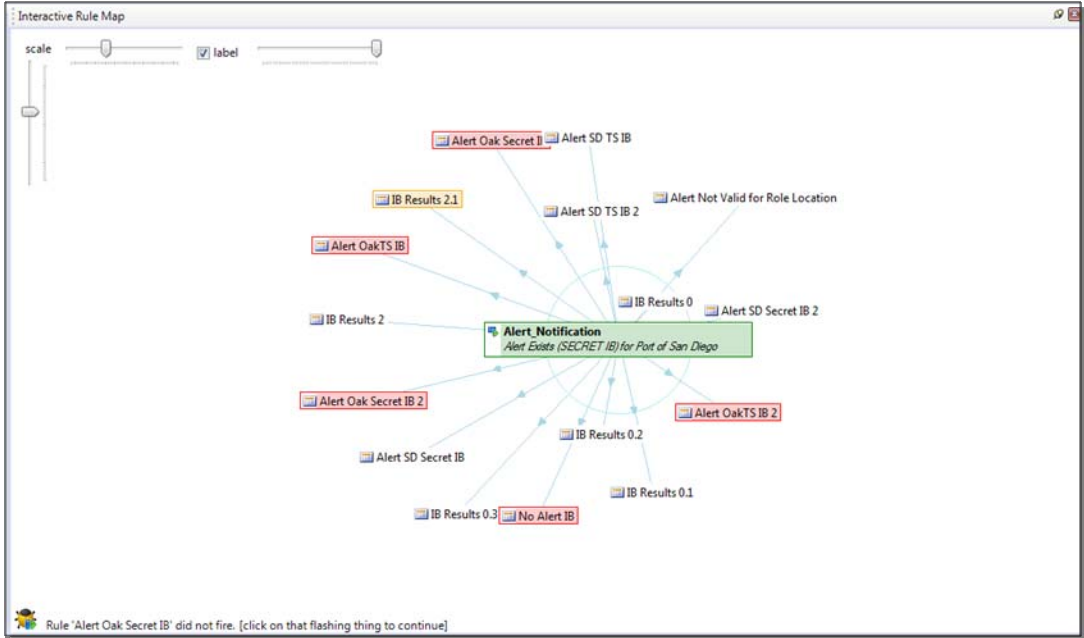 Interactive Rule Map
scale
label
Alert Oak Secret I
Alert SD TS IB
IB Results 2.1
Alert Not Valid for Role Location
Alert SD TS IB 2
Alert OakTS IB
IB Results 0
Alert SD Secret IB 2
IB Results 2
Alert_Notification
Alert Exists (SECRET IB) for Port of San Diego
Alert Oak Secret IB 2
Alert OakTS IB 2
IB Results 0.2
Alert SD Secret IB
IB Results 0.1
IB Results 0.3
No Alert IB
Rule 'Alert Oak Secret IB' did not fire. [click on that flashing thing to continue]